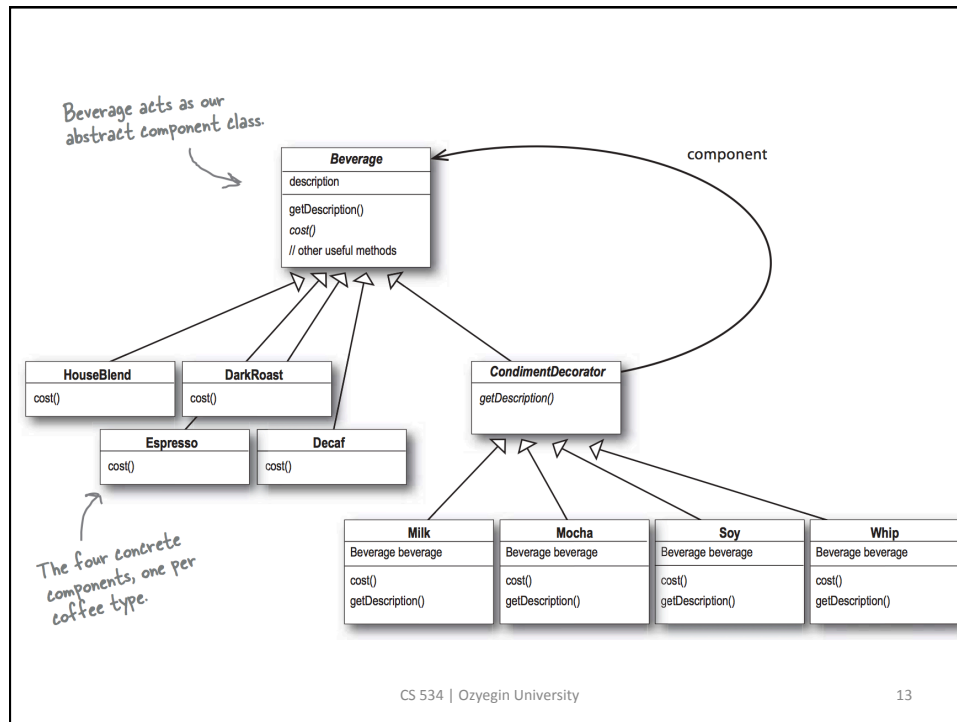 Beverage acts as our
abstract component class.
component
Beverage
description
getDescription()
cost()
// other useful methods
HouseBlend
cost()
DarkRoast
cost()
CondimentDecorator
getDescription()
Espresso
cost()
Decaf
cost()
The four concrete
components, one per
coffee type.
Milk
Beverage beverage
cost()
getDescription()
Mocha
Beverage beverage
cost()
getDescription()
Soy
Beverage beverage
cost()
getDescription()
Whip
Beverage beverage
cost()
getDescription()
CS 534 | Ozyegin University
13